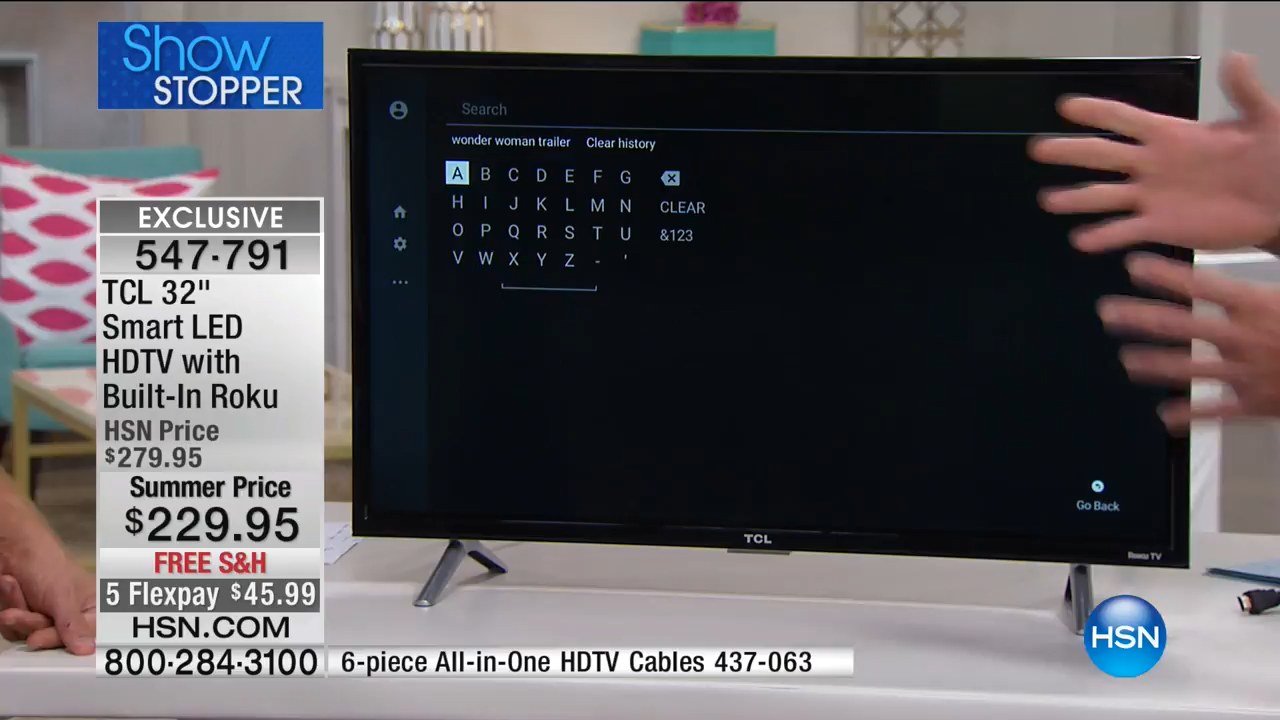 Show
STOPPER
EXCLUSIVE
547·791
TCL 32"
Smart LED
HDTV with
Built-In Roku
HSN Price
$279.95
Summer Price
$229.95
FREE S&H
5 Flexpay $45.99
HSN.COM
800·284·3100
6-piece All-in-One HDTV Cables 437-063
HSN
Search
wonder woman trailer Clear history
A B C D E F G
H I J K L M N CLEAR
O P Q R S T U &123
V W X Y Z - '
Go Back
TCL
Roku TV